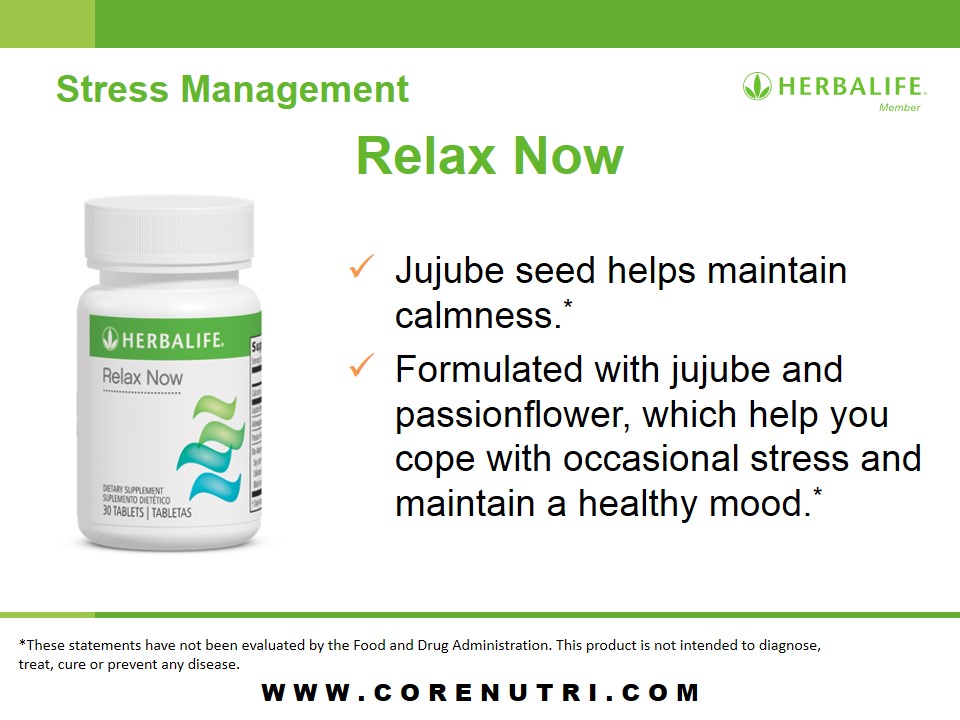 Stress Management
HERBALIFE®
Member
Relax Now
Jujube seed helps maintain
calmness.*
Formulated with jujube and
passionflower, which help you
cope with occasional stress and
maintain a healthy mood.*
HERBALIFE®
Relax Now
DIETARY SUPPLEMENT
SUPLEMENTO DIETÉTICO
30 TABLETS | TABLETAS
*These statements have not been evaluated by the Food and Drug Administration. This product is not intended to diagnose,
treat, cure or prevent any disease.
WWW.CORENUTRI.COM